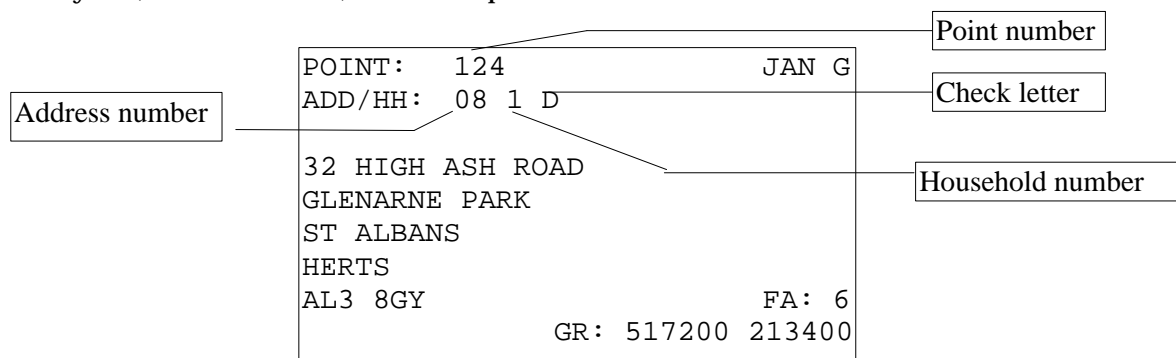 Point number
POINT: 124 JAN G
Address number
ADD/HH: 08 1 D
Check letter
32 HIGH ASH ROAD
Household number
GLENARNE PARK
ST ALBANS
HERTS
AL3 8GY FA: 6
GR: 517200 213400